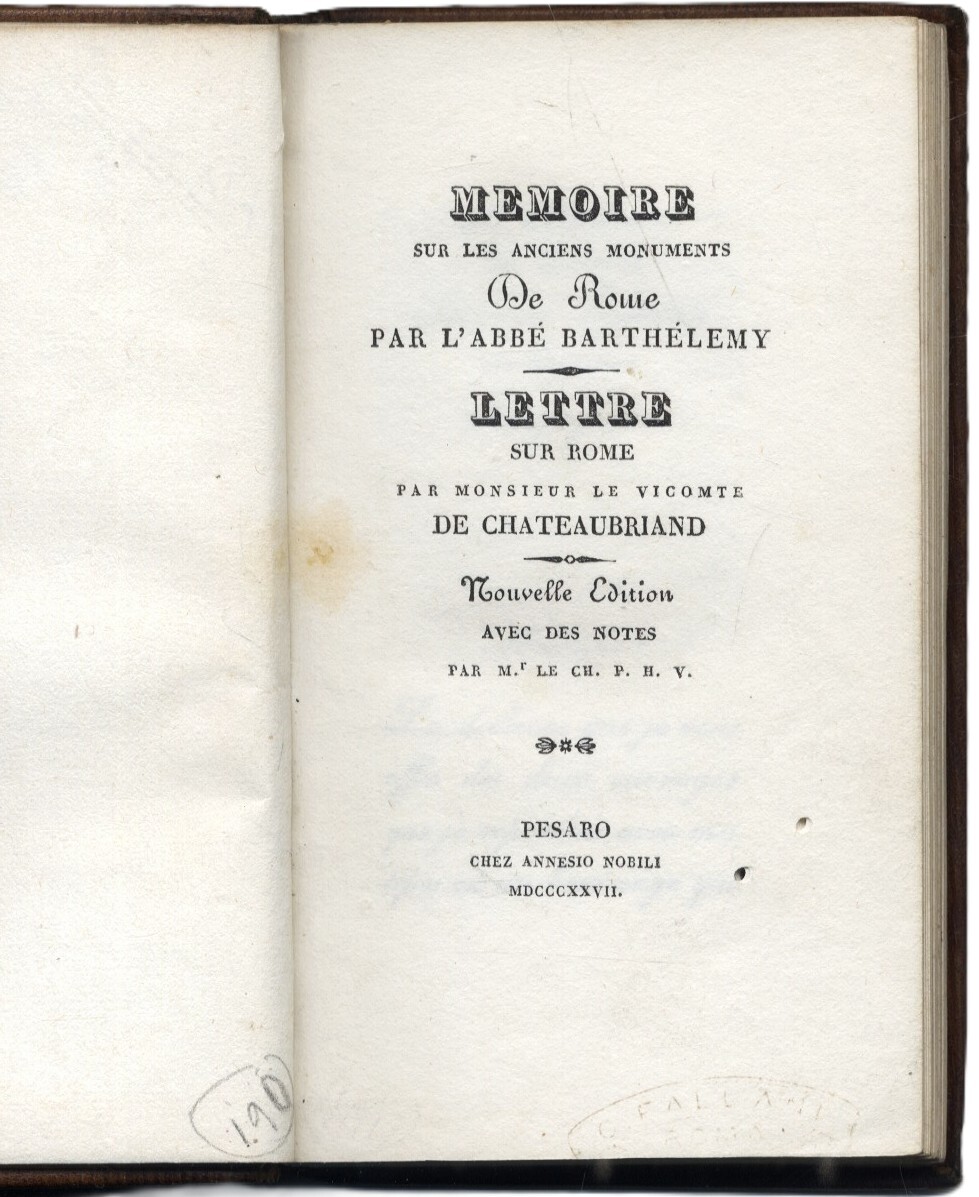 MEMOIRE
SUR LES ANCIENS MONUMENTS
De Rome
PAR L'ABBÉ BARTHÉLEMY
LETTRE
SUR ROME
PAR MONSIEUR LE VICOMTE
DE CHATEAUBRIAND
Nouvelle Edition
AVEC DES NOTES
PAR M.r LE CH. P. H. V.
PESARO
CHEZ ANNESIO NOBILI
MDCCCXXVII.
190